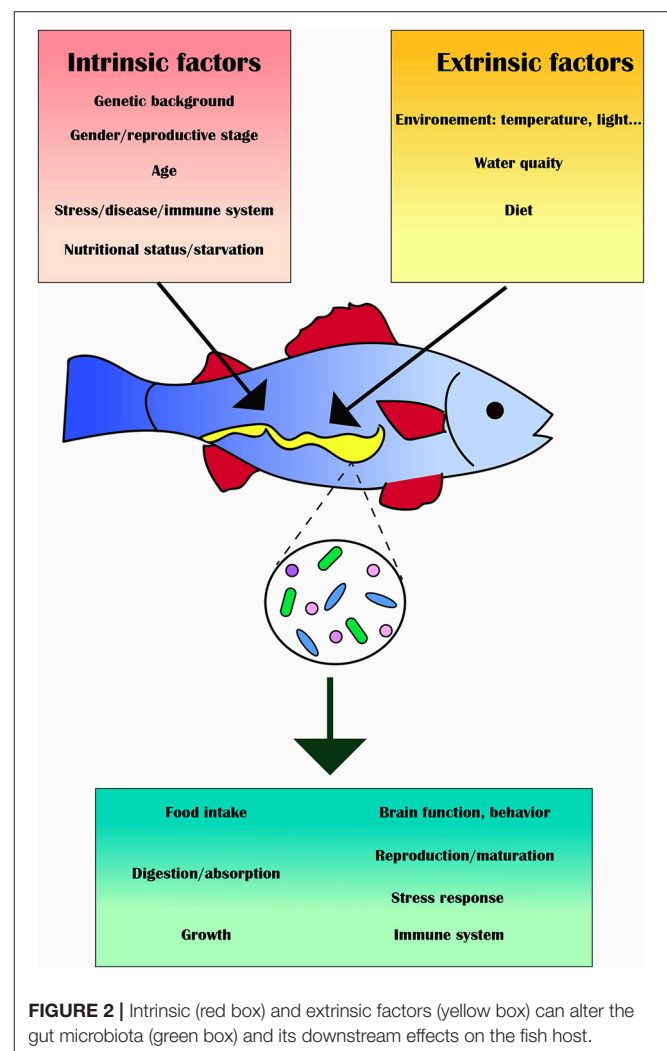 Intrinsic factors
Genetic background
Gender/reproductive stage
Age
Stress/disease/immune system
Nutritional status/starvation
Extrinsic factors
Environement: temperature, light...
Water quaity
Diet
Food intake
Digestion/absorption
Growth
Brain function, behavior
Reproduction/maturation
Stress response
Immune system
FIGURE 2 | Intrinsic (red box) and extrinsic factors (yellow box) can alter the
gut microbiota (green box) and its downstream effects on the fish host.